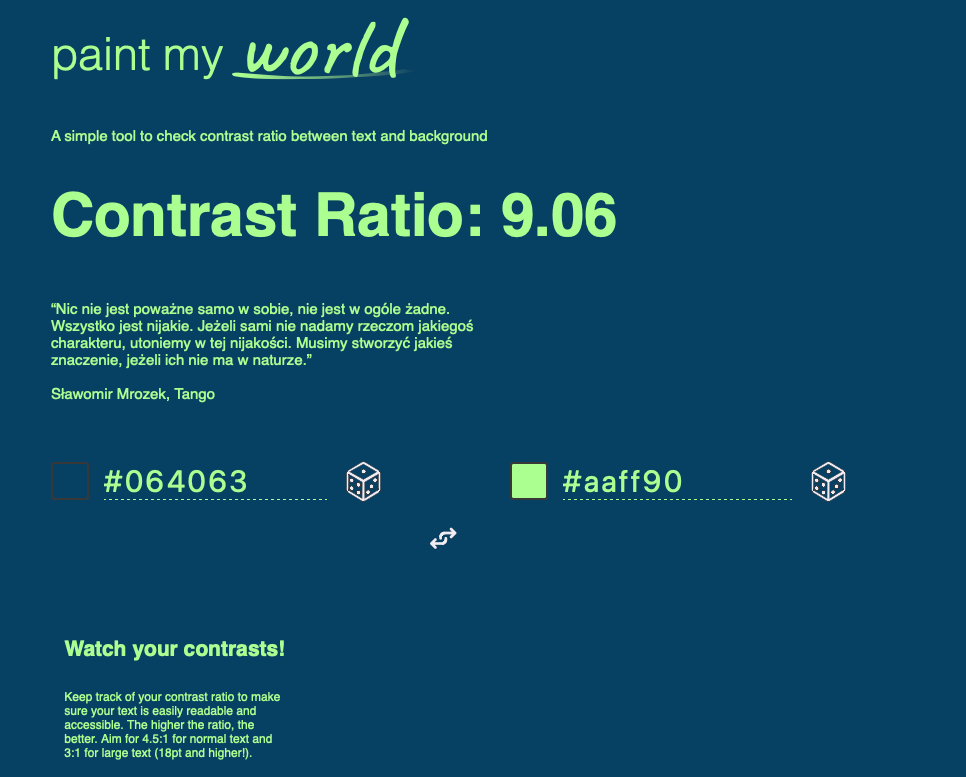 paint my world
A simple tool to check contrast ratio between text and background
Contrast Ratio: 9.06
“Nic nie jest poważne samo w sobie, nie jest w ogóle żadne.
Wszystko jest nijakie. Jeżeli sami nie nadamy rzeczom jakiegoś
charakteru, utoniemy w tej nijakości. Musimy stworzyć jakieś
znaczenie, jeżeli ich nie ma w naturze.”
Sławomir Mrozek, Tango
#064063 #aaff90
Watch your contrasts!
Keep track of your contrast ratio to make
sure your text is easily readable and
accessible. The higher the ratio, the
better. Aim for 4.5:1 for normal text and
3:1 for large text (18pt and higher!).